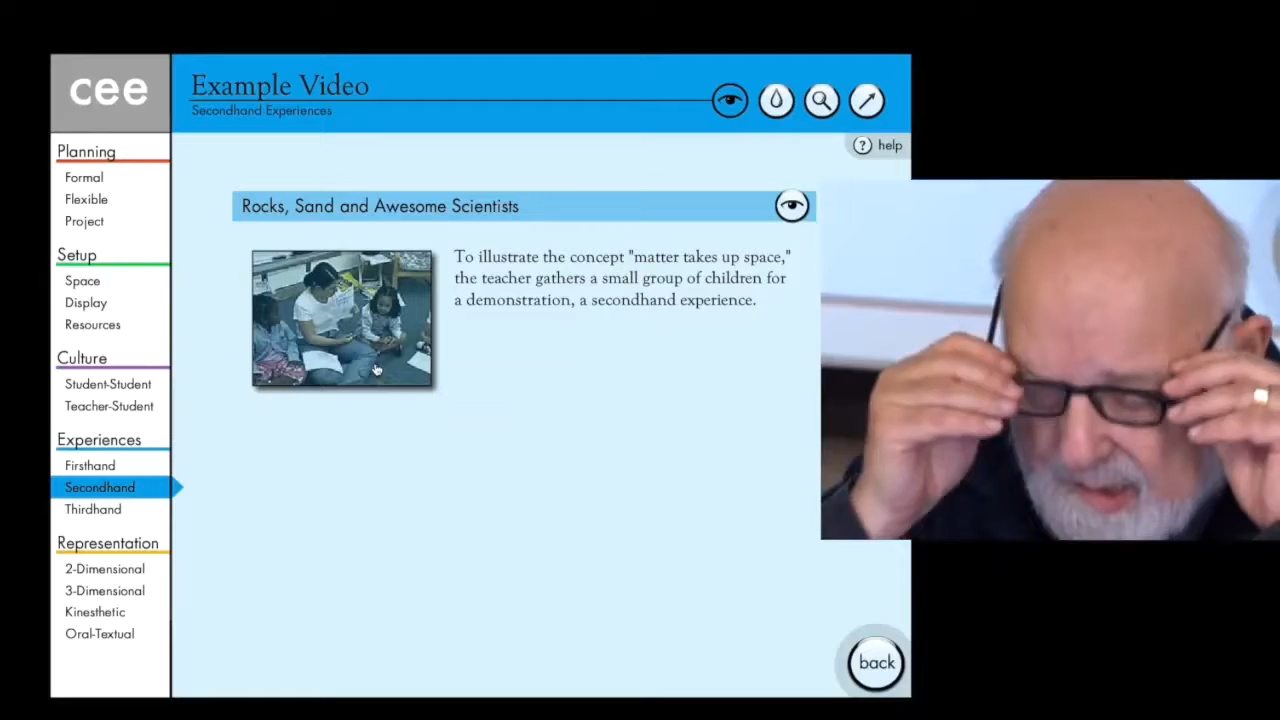 cee
Example Video
Secondhand Experiences
? help
Planning
Formal
Flexible
Project
Setup
Space
Display
Resources
Culture
Student-Student
Teacher-Student
Experiences
Firsthand
Secondhand
Thirdhand
Representation
2-Dimensional
3-Dimensional
Kinesthetic
Oral-Textual
Rocks, Sand and Awesome Scientists
To illustrate the concept "matter takes up space,"
the teacher gathers a small group of children for
a demonstration, a secondhand experience.
back